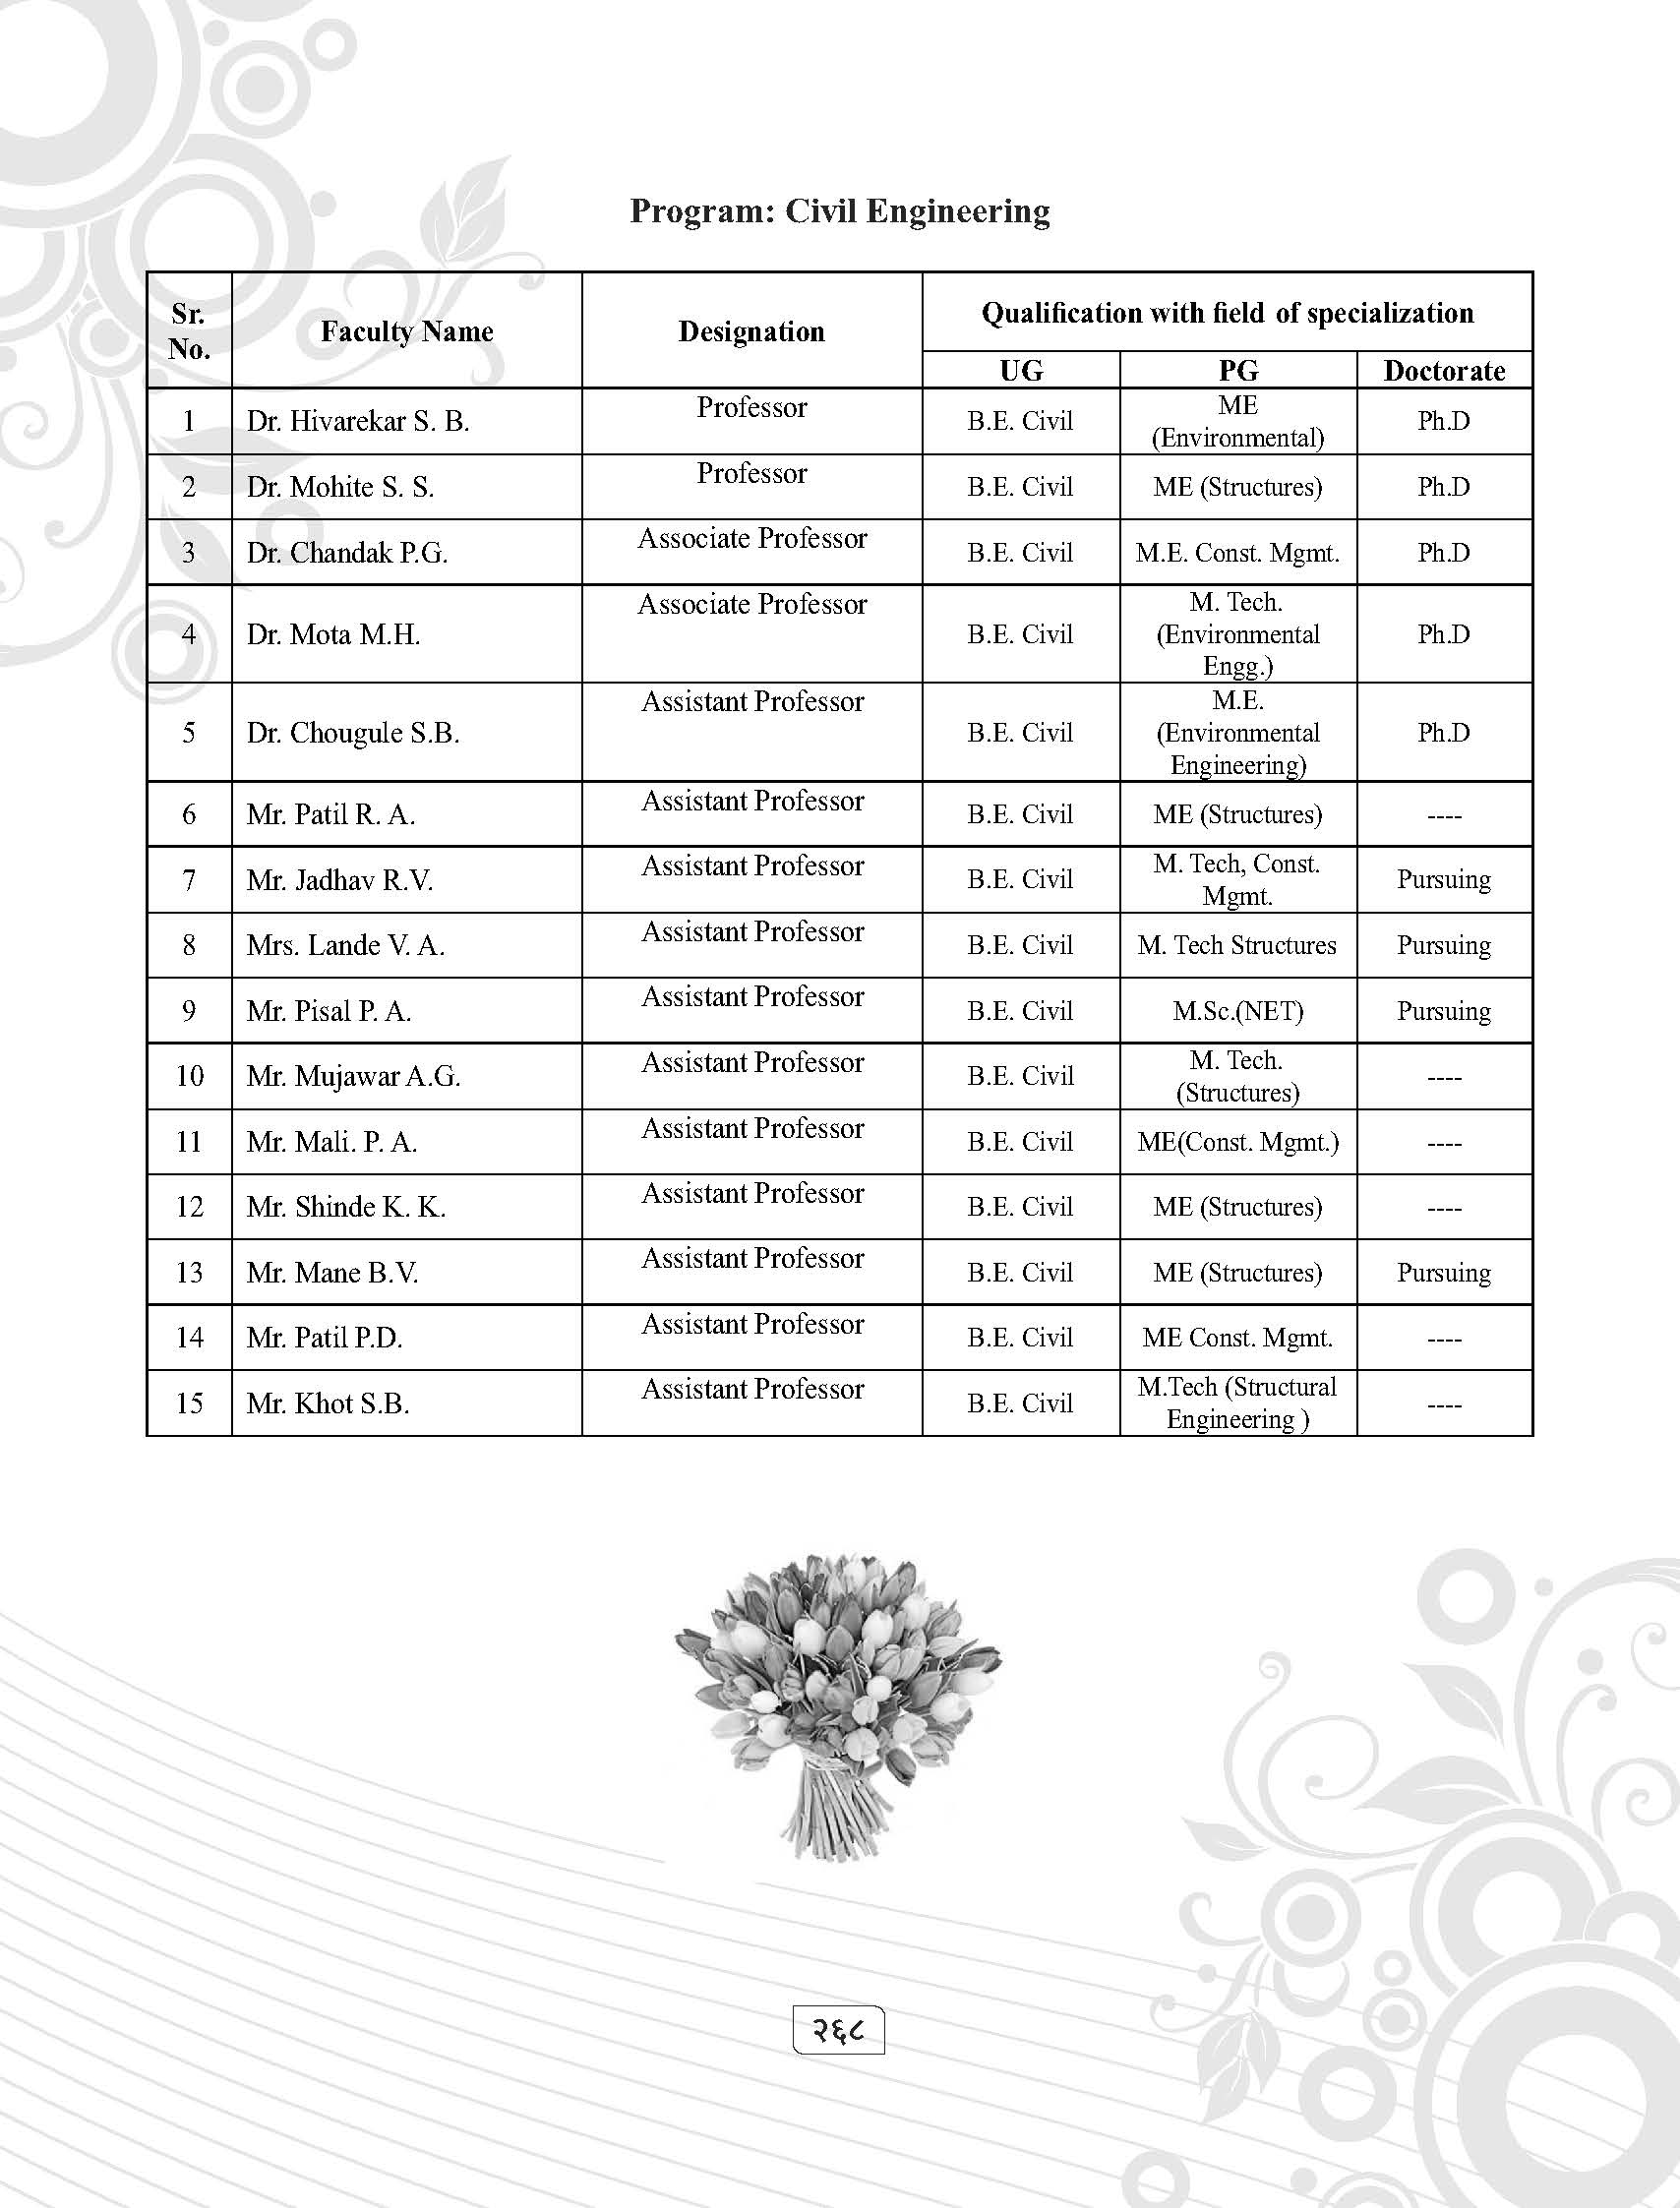 Program: Civil Engineering
Sr. No. Faculty Name Designation Qualification with field of specialization
UG PG Doctorate
1 Dr. Hivarekar S. B. Professor B.E. Civil ME (Environmental) Ph.D
2 Dr. Mohite S. S. Professor B.E. Civil ME (Structures) Ph.D
3 Dr. Chandak P.G. Associate Professor B.E. Civil M.E. Const. Mgmt. Ph.D
4 Dr. Mota M.H. Associate Professor B.E. Civil M. Tech. (Environmental Engg.) Ph.D
5 Dr. Chougule S.B. Assistant Professor B.E. Civil M.E. (Environmental Engineering) Ph.D
6 Mr. Patil R. A. Assistant Professor B.E. Civil ME (Structures) ----
7 Mr. Jadhav R.V. Assistant Professor B.E. Civil M. Tech, Const. Mgmt. Pursuing
8 Mrs. Lande V. A. Assistant Professor B.E. Civil M. Tech Structures Pursuing
9 Mr. Pisal P. A. Assistant Professor B.E. Civil M.Sc.(NET) Pursuing
10 Mr. Mujawar A.G. Assistant Professor B.E. Civil M. Tech. (Structures) ----
11 Mr. Mali. P. A. Assistant Professor B.E. Civil ME(Const. Mgmt.) ----
12 Mr. Shinde K. K. Assistant Professor B.E. Civil ME (Structures) ----
13 Mr. Mane B.V. Assistant Professor B.E. Civil ME (Structures) Pursuing
14 Mr. Patil P.D. Assistant Professor B.E. Civil ME Const. Mgmt. ----
15 Mr. Khot S.B. Assistant Professor B.E. Civil M.Tech (Structural Engineering ) ----
२६८